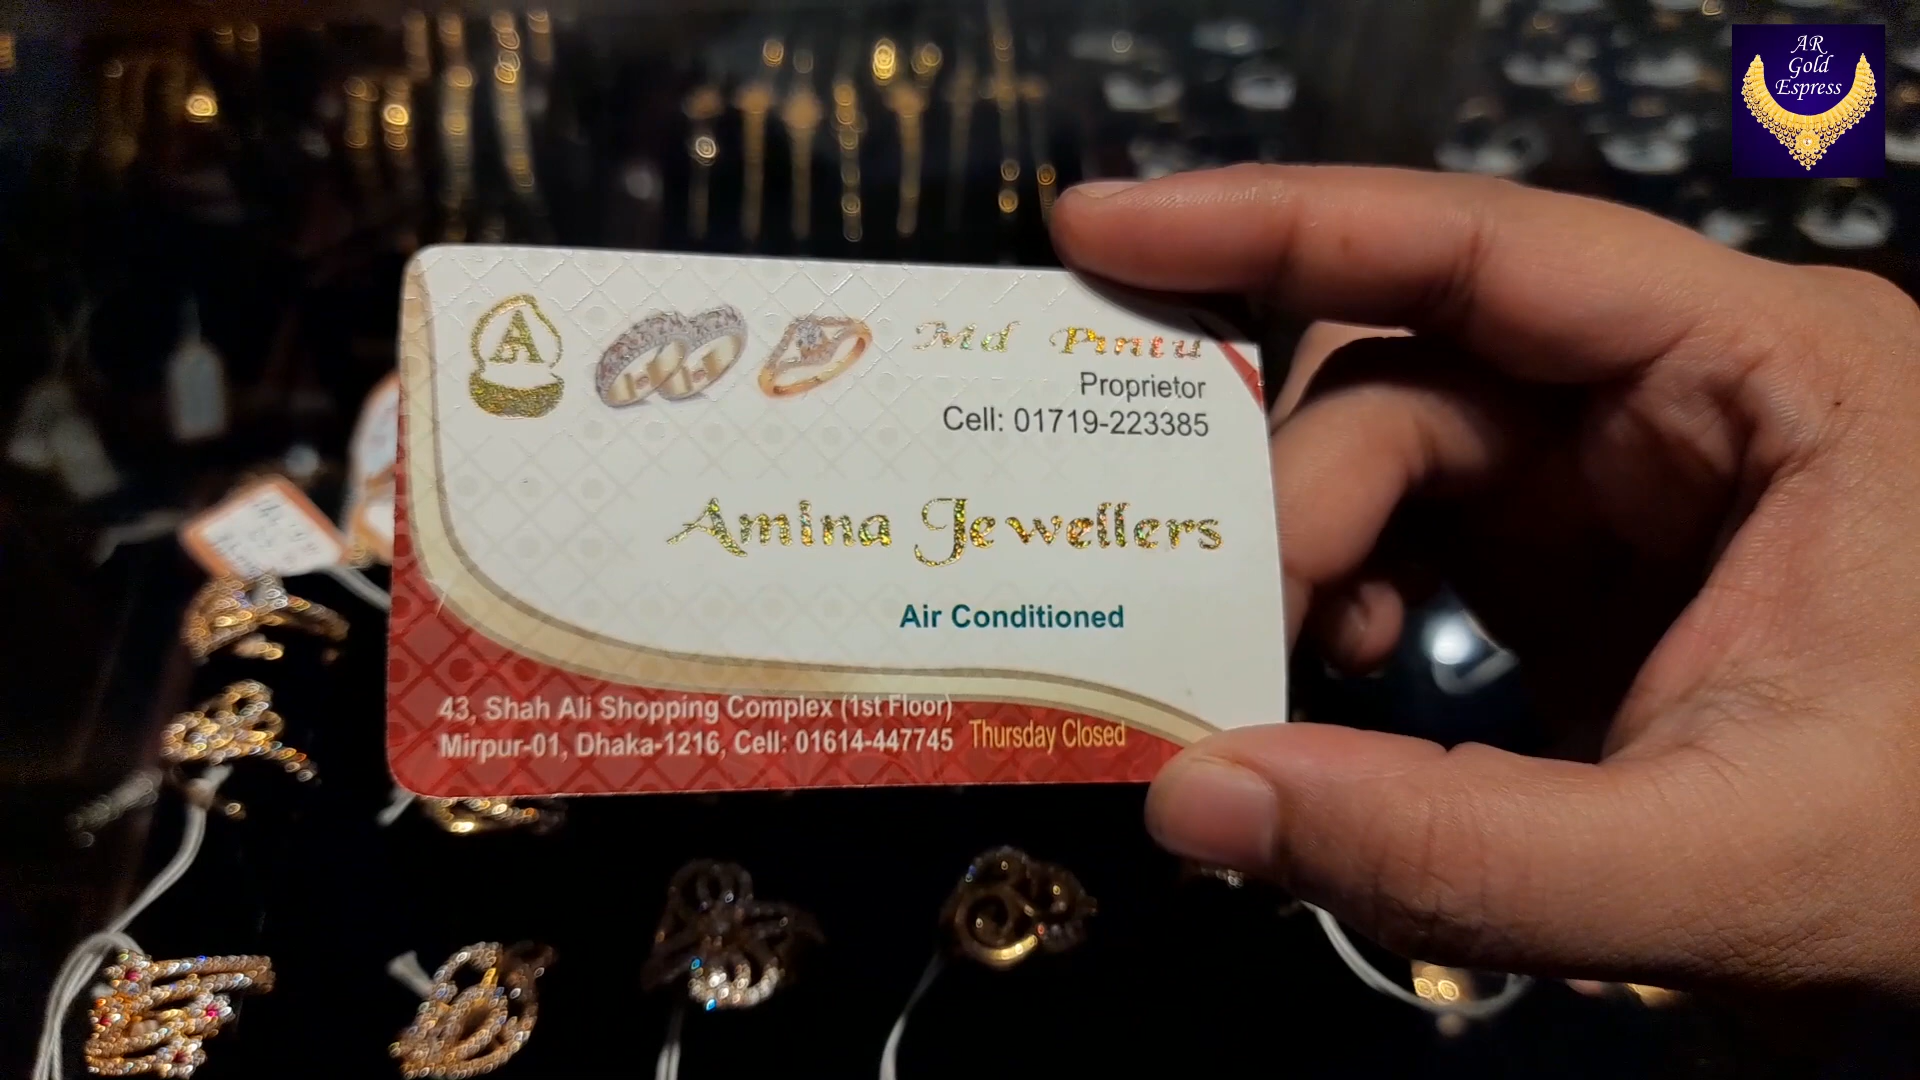 AR
Gold
Espress
A
Md Pintu
Proprietor
Cell: 01719-223385
Amina Jewellers
Air Conditioned
43, Shah Ali Shopping Complex (1st Floor)
Mirpur-01, Dhaka-1216, Cell: 01614-447745
Thursday Closed